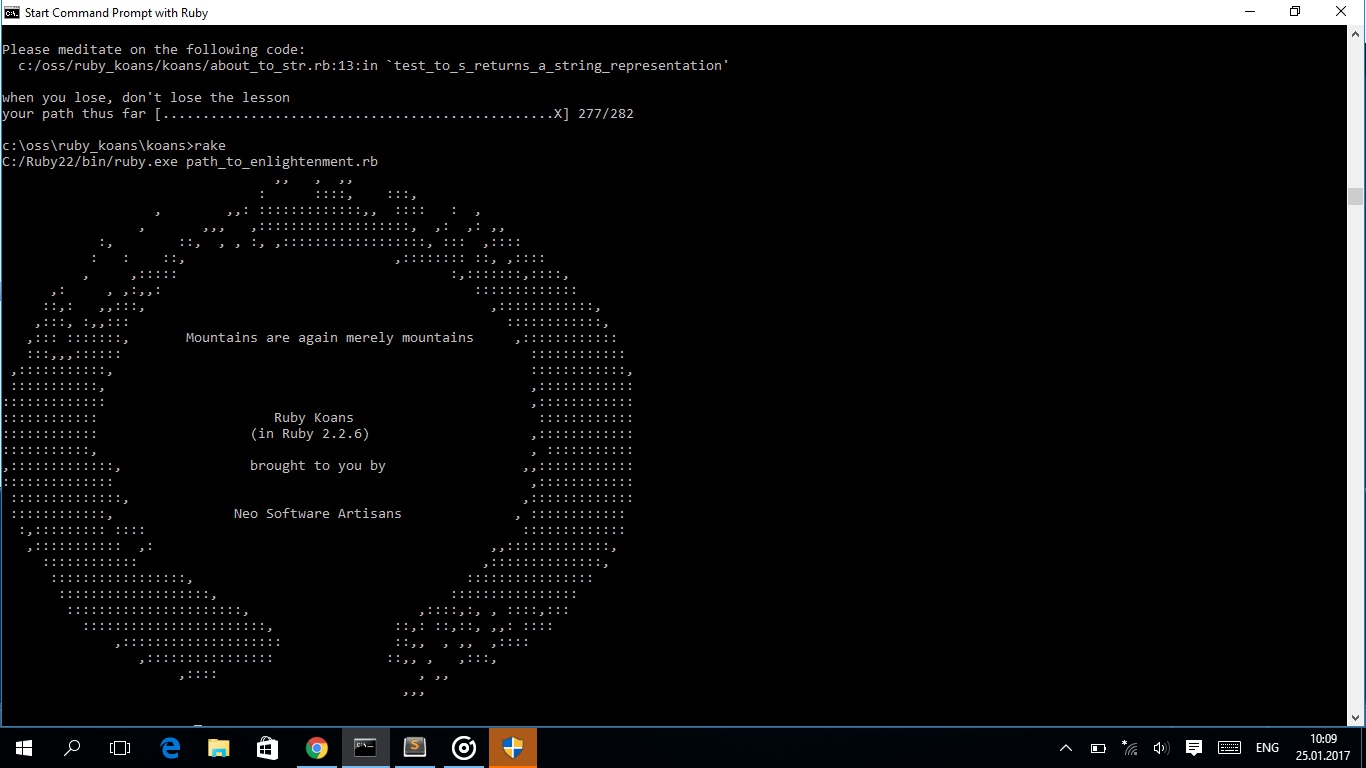 Start Command Prompt with Ruby
Please meditate on the following code:
c:/oss/ruby_koans/koans/about_to_str.rb:13:in `test_to_s_returns_a_string_representation'
when you lose, don't lose the lesson
your path thus far [.................................................X] 277/282
c:\oss\ruby_koans\koans>rake
C:/Ruby22/bin/ruby.exe path_to_enlightenment.rb
Mountains are again merely mountains
Ruby Koans
(in Ruby 2.2.6)
brought to you by
Neo Software Artisans
ENG
10:09
25.01.2017